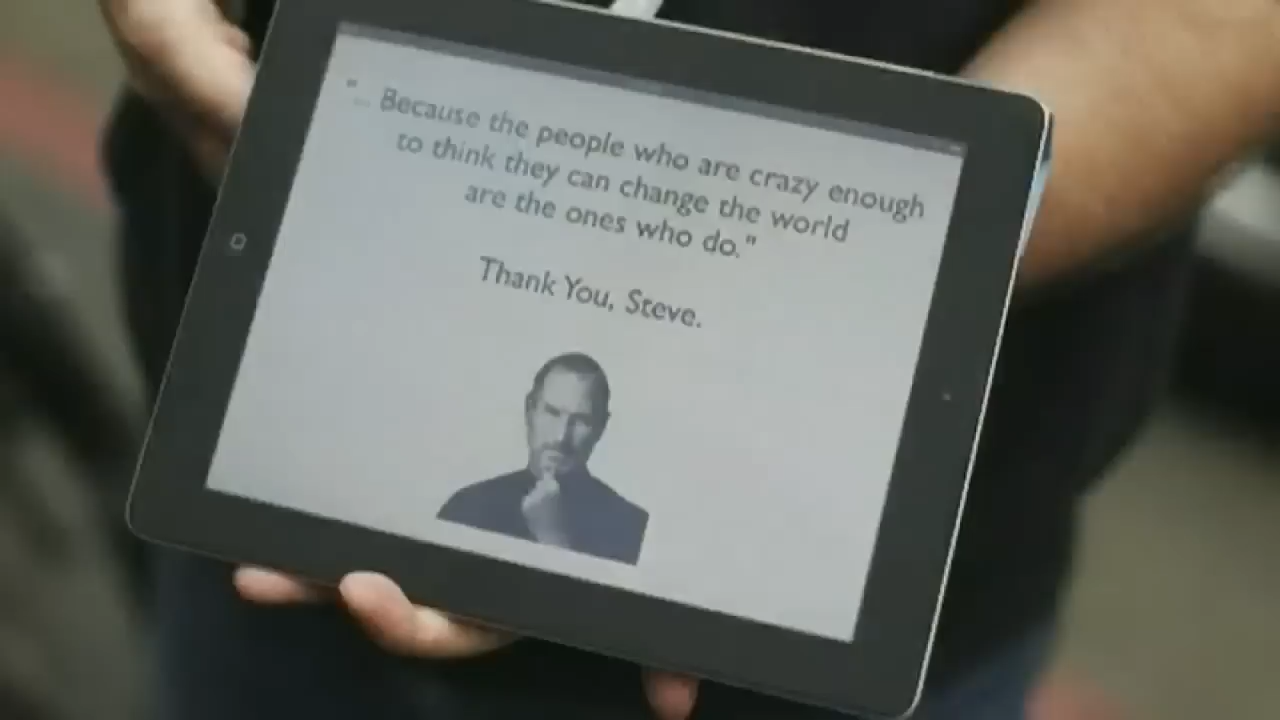 "... Because the people who are crazy enough
to think they can change the world
are the ones who do."
Thank You, Steve.